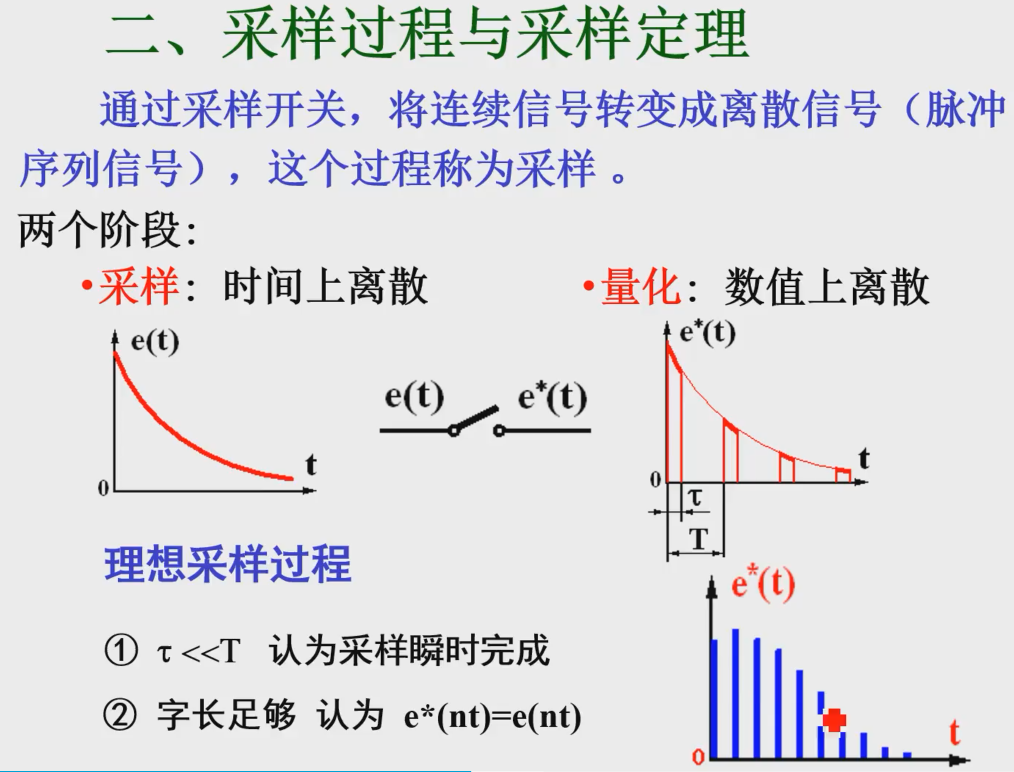 二、采样过程与采样定理
通过采样开关，将连续信号转变成离散信号（脉冲
序列信号），这个过程称为采样 。
两个阶段：
•采样：时间上离散
•量化：数值上离散
e(t)
t
0
e(t)
e*(t)
e*(t)
t
0
τ
T
理想采样过程
① τ <<T 认为采样瞬时完成
② 字长足够 认为 e*(nt)=e(nt)
e*(t)
t
0